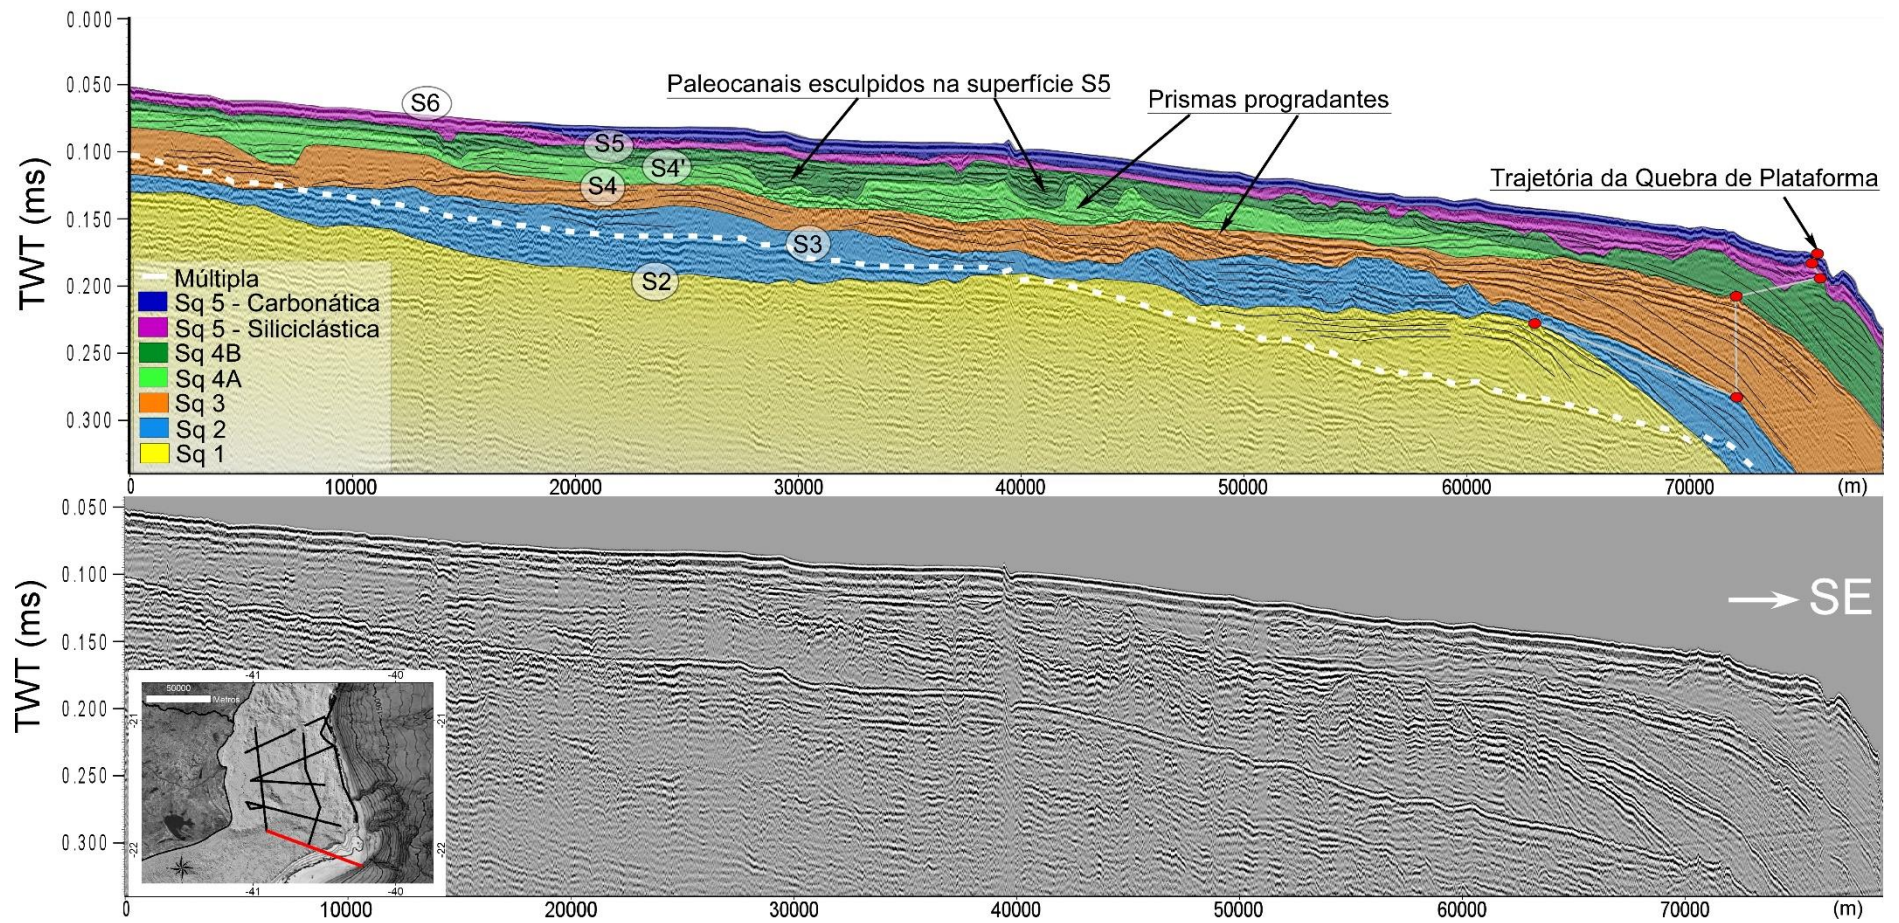 TWT (ms)
0.000
0.050
0.100
0.150
0.200
0.250
0.300
Paleocanais esculpidos na superfície S5
Prismas progradantes
Trajetória da Quebra de Plataforma
S6
S5
S4'
S4
S3
S2
Múltipla
Sq 5 - Carbonática
Sq 5 - Siliciclástica
Sq 4B
Sq 4A
Sq 3
Sq 2
Sq 1
0 10000 20000 30000 40000 50000 60000 70000 (m)
TWT (ms)
0.050
0.100
0.150
0.200
0.250
0.300
SE
-41 -40
50000
Metros
-21 -21
-22 -22
-41 -40
0 10000 20000 30000 40000 50000 60000 70000 (m)